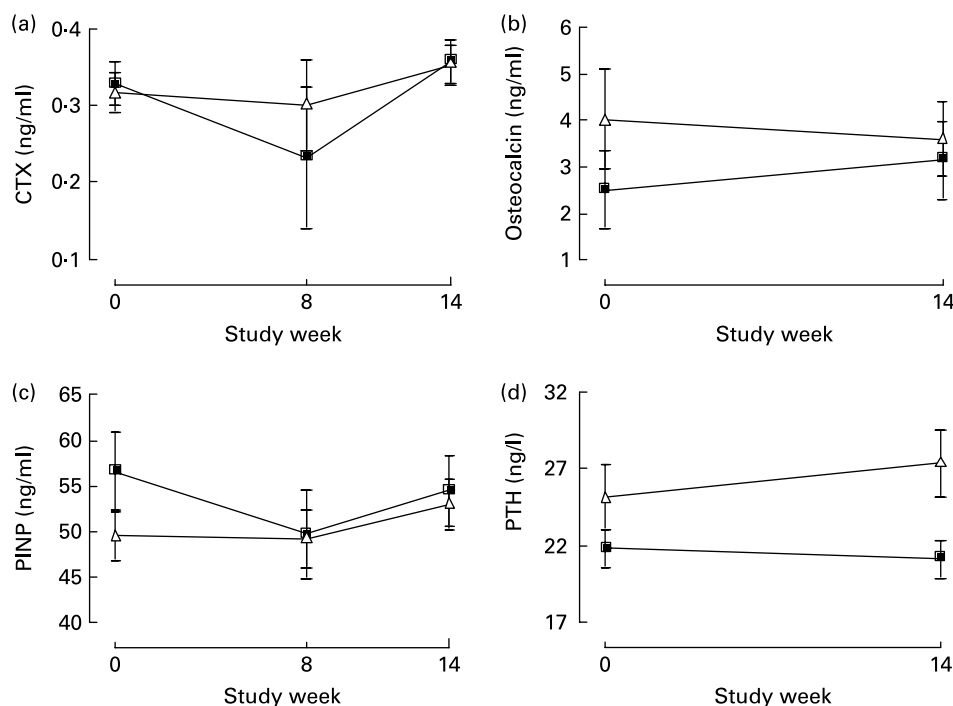 (a)
0·4
0·3
0·2
0·1
CTX (ng/ml)
0
8
14
Study week
(b)
6
5
4
3
2
1
Osteocalcin (ng/ml)
0
14
Study week
(c)
65
60
55
50
45
40
PINP (ng/ml)
0
8
14
Study week
(d)
32
27
22
17
PTH (ng/l)
0
14
Study week